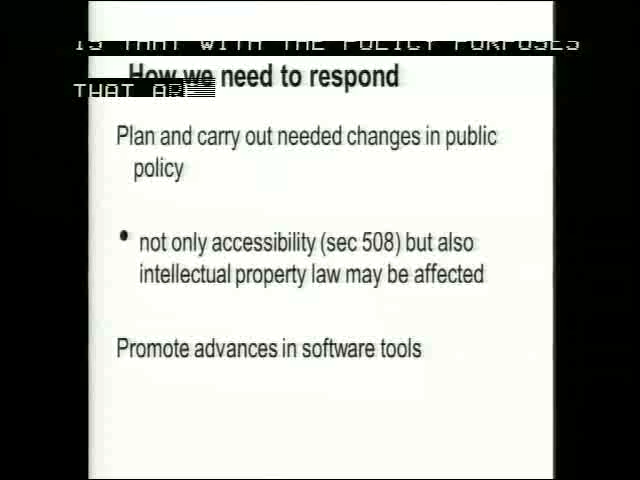 IS THAT WITH THE POLICY PURPOSES
How we need to respond
THAT AR
Plan and carry out needed changes in public
policy
• not only accessibility (sec 508) but also
intellectual property law may be affected
Promote advances in software tools